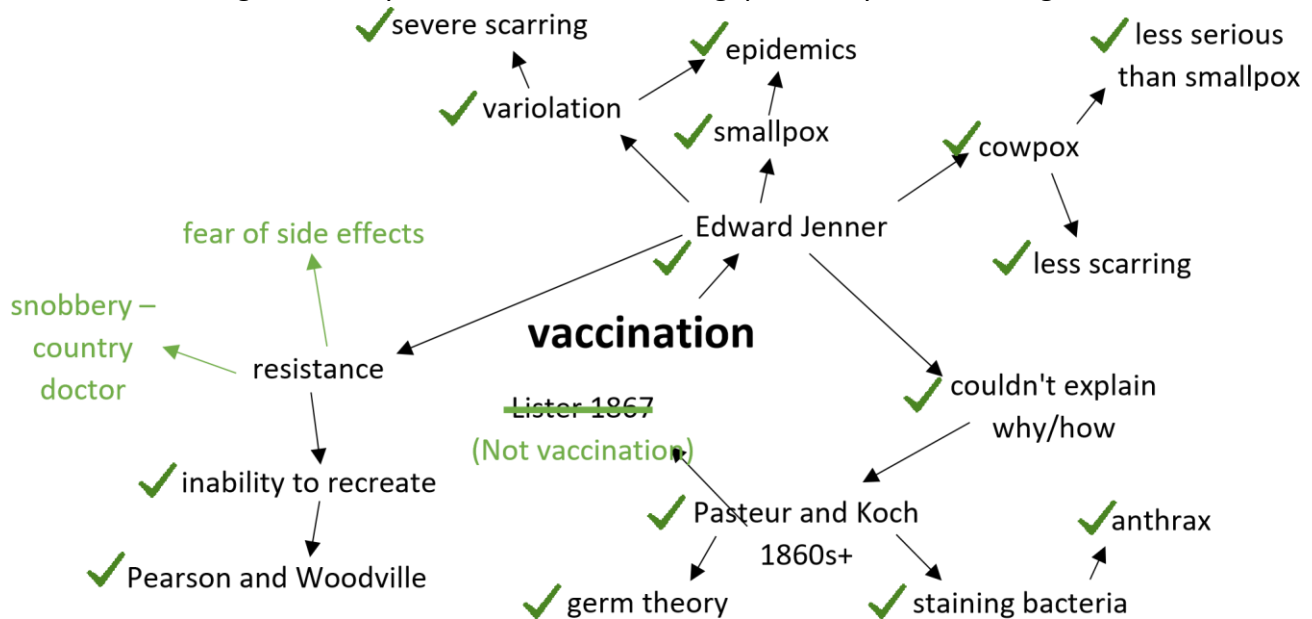 severe scarring
epidemics
less serious
than smallpox
variolation
smallpox
cowpox
Edward Jenner
fear of side effects
less scarring
snobbery –
country
doctor
vaccination
resistance
couldn't explain
why/how
Lister 1867
(Not vaccination)
inability to recreate
Pasteur and Koch
1860s+
anthrax
Pearson and Woodville
germ theory
staining bacteria